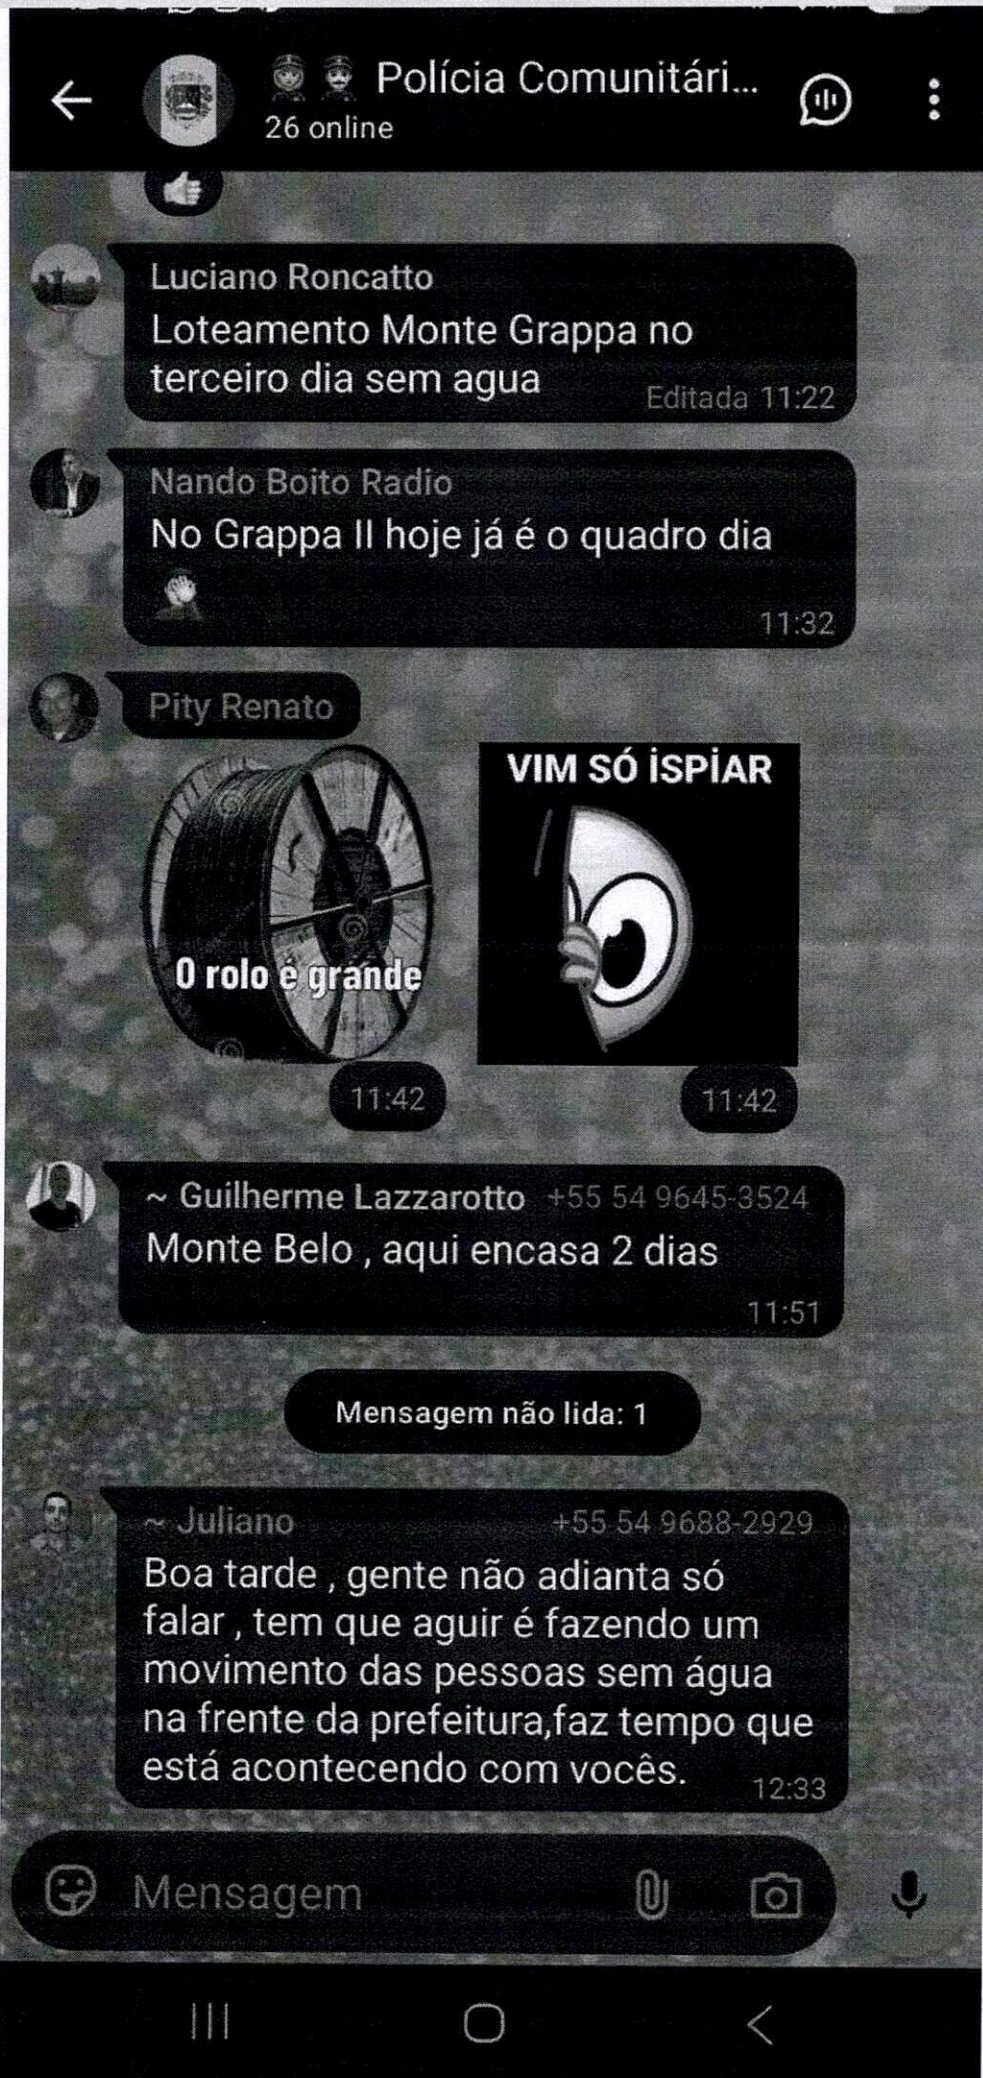 Polícia Comunitári...
26 online
Luciano Roncatto
Loteamento Monte Grappa no
terceiro dia sem agua
Editada 11:22
Nando Boito Radio
No Grappa II hoje já é o quadro dia
11:32
Pity Renato
VIM SÓ İSPİAR
O rolo é grande
11:42
11:42
~ Guilherme Lazzarotto +55 54 9645-3524
Monte Belo , aqui encasa 2 dias
11:51
Mensagem não lida: 1
~ Juliano +55 54 9688-2929
Boa tarde , gente não adianta só
falar , tem que aguir é fazendo um
movimento das pessoas sem água
na frente da prefeitura,faz tempo que
está acontecendo com vocês.
12:33
Mensagem